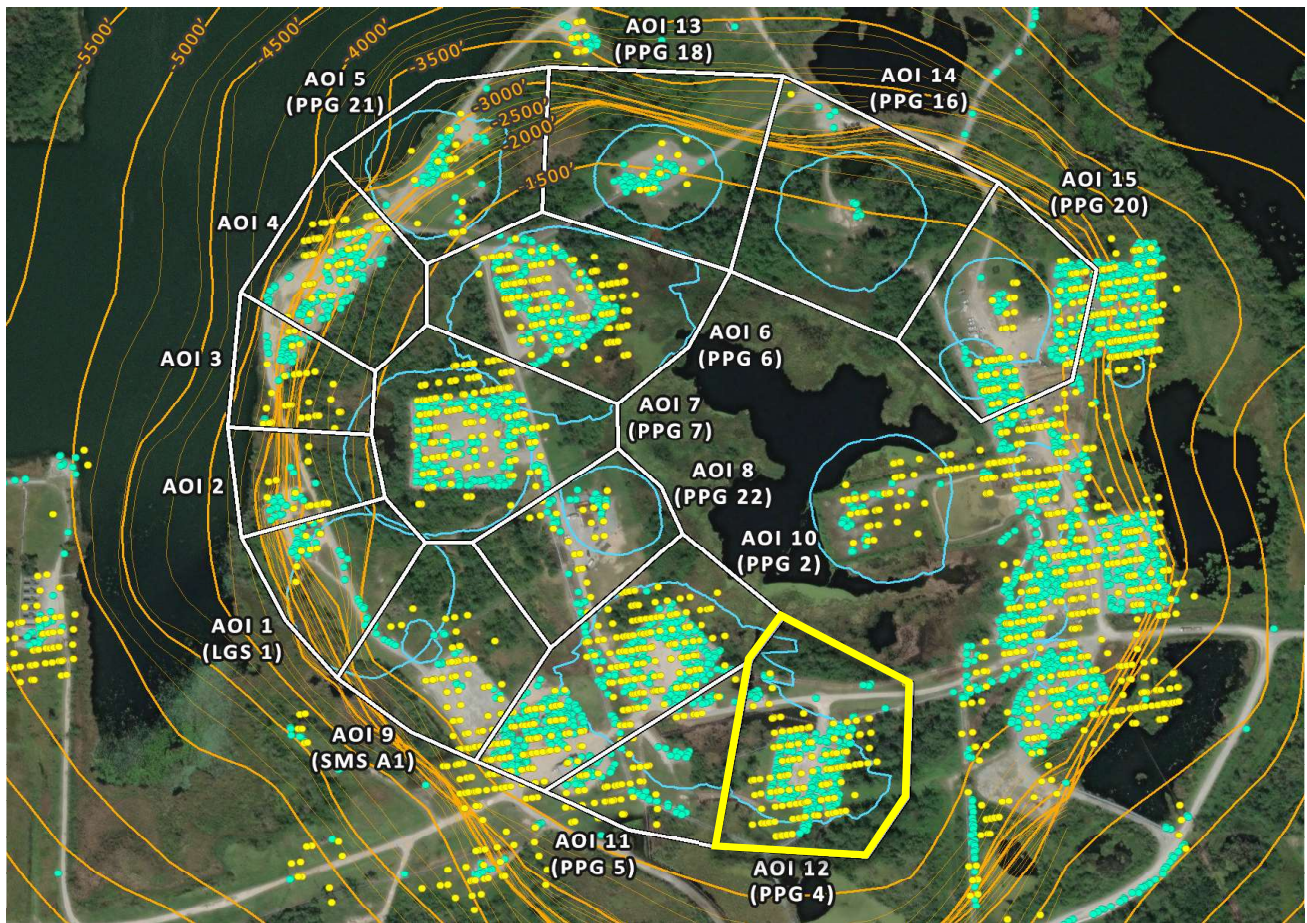 -5500'
-5000'
-4500'
-4000'
-3500'
-3000'
-2500'
-2000'
-1500'
AOI 13
(PPG 18)
AOI 5
(PPG 21)
AOI 14
(PPG 16)
AOI 15
(PPG 20)
AOI 4
AOI 3
AOI 6
(PPG 6)
AOI 7
(PPG 7)
AOI 2
AOI 8
(PPG 22)
AOI 10
(PPG 2)
AOI 1
(LGS 1)
AOI 9
(SMS A1)
AOI 11
(PPG 5)
AOI 12
(PPG 4)